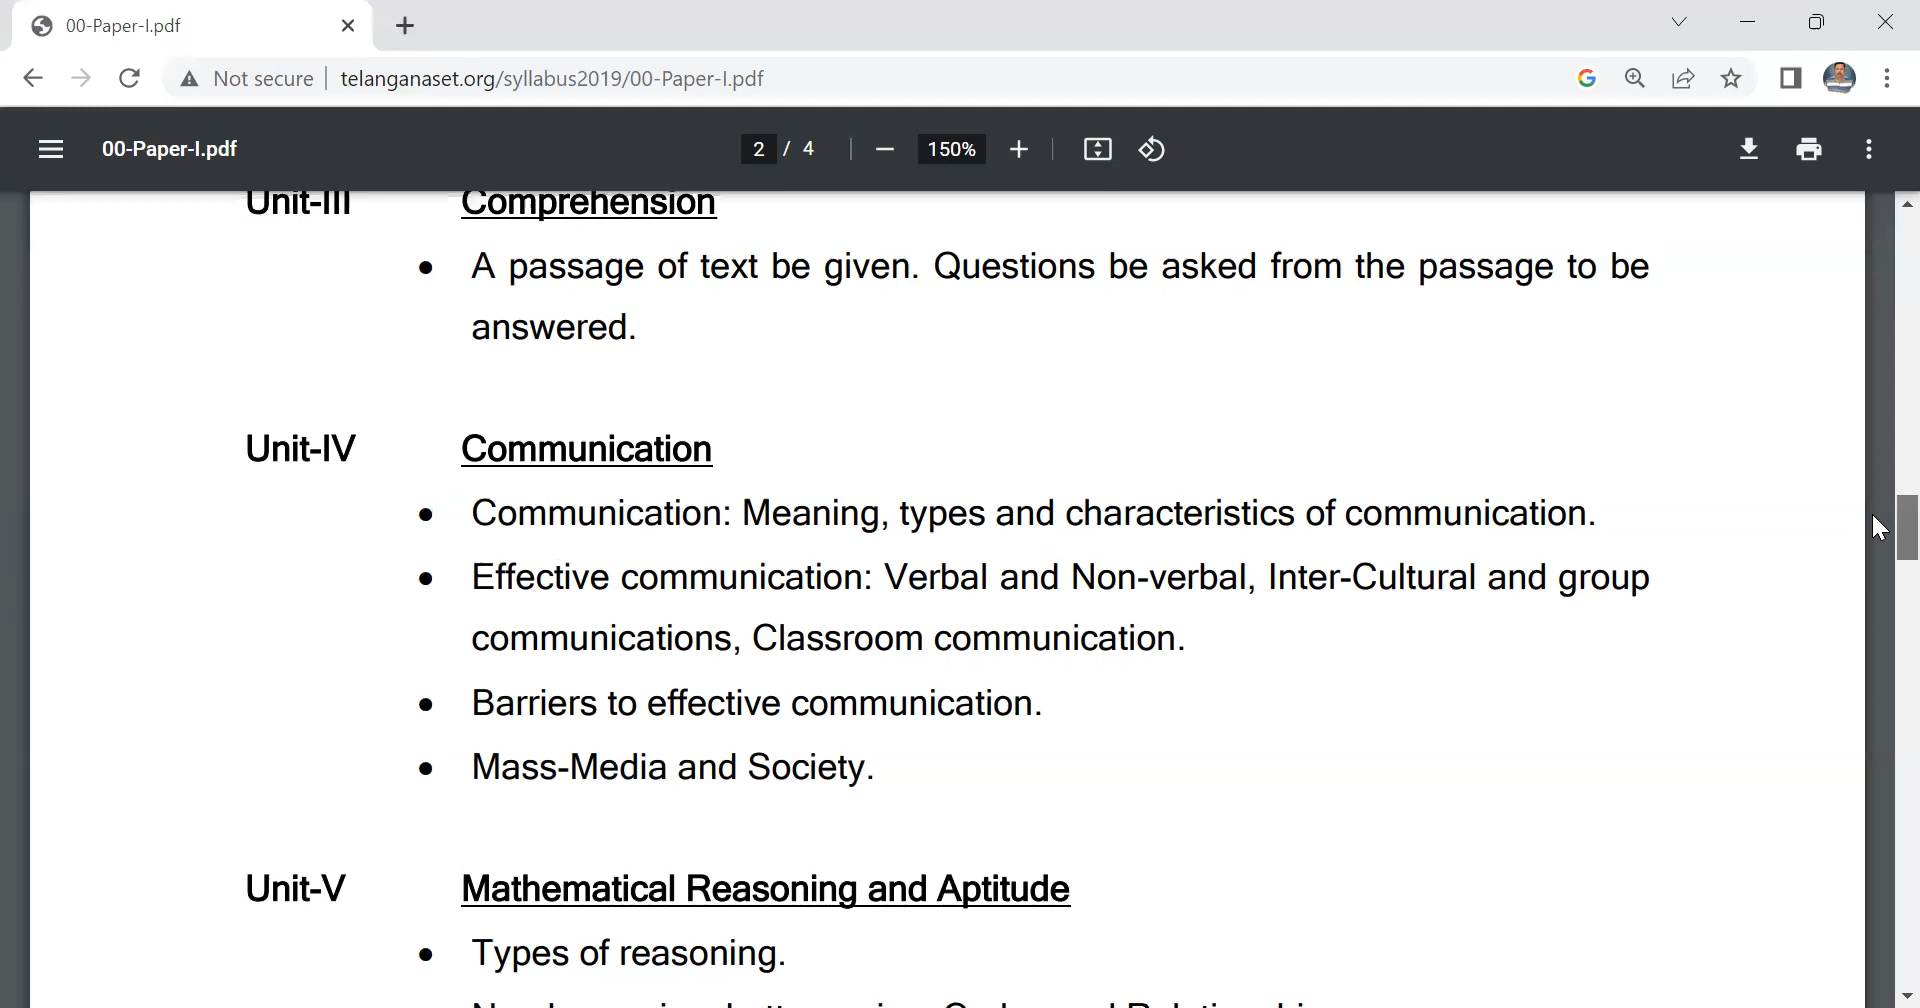 00-Paper-I.pdf
Not secure
telanganaset.org/syllabus2019/00-Paper-I.pdf
00-Paper-I.pdf
2 / 4
150%
Unit-III Comprehension
• A passage of text be given. Questions be asked from the passage to be
answered.
Unit-IV Communication
• Communication: Meaning, types and characteristics of communication.
• Effective communication: Verbal and Non-verbal, Inter-Cultural and group
communications, Classroom communication.
• Barriers to effective communication.
• Mass-Media and Society.
Unit-V Mathematical Reasoning and Aptitude
• Types of reasoning.